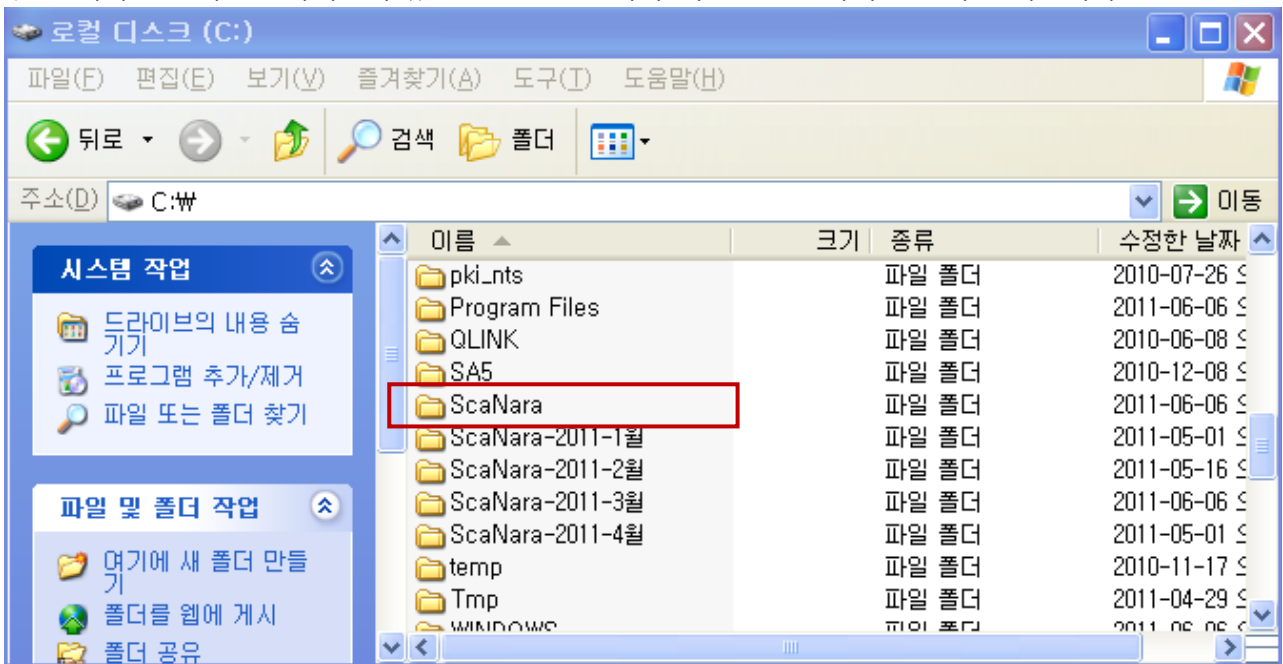 로컬 디스크 (C:)
파일(F) 편집(E) 보기(V) 즐겨찾기(A) 도구(T) 도움말(H)
뒤로 검색 폴더
주소(D) C:₩ 이동
시스템 작업
드라이브의 내용 숨
기기
프로그램 추가/제거
파일 또는 폴더 찾기
파일 및 폴더 작업
여기에 새 폴더 만들
기
폴더를 웹에 게시
폴더 공유
이름 크기 종류 수정한 날짜
pki_nts 파일 폴더 2010-07-26
Program Files 파일 폴더 2011-06-06
QLINK 파일 폴더 2010-06-08
SA5 파일 폴더 2010-12-08
ScaNara 파일 폴더 2011-06-06
ScaNara-2011-1월 파일 폴더 2011-05-01
ScaNara-2011-2월 파일 폴더 2011-05-16
ScaNara-2011-3월 파일 폴더 2011-06-06
ScaNara-2011-4월 파일 폴더 2011-05-01
temp 파일 폴더 2010-11-17
Tmp 파일 폴더 2011-04-29
WINDOWS 파일 폴더 2011-06-06